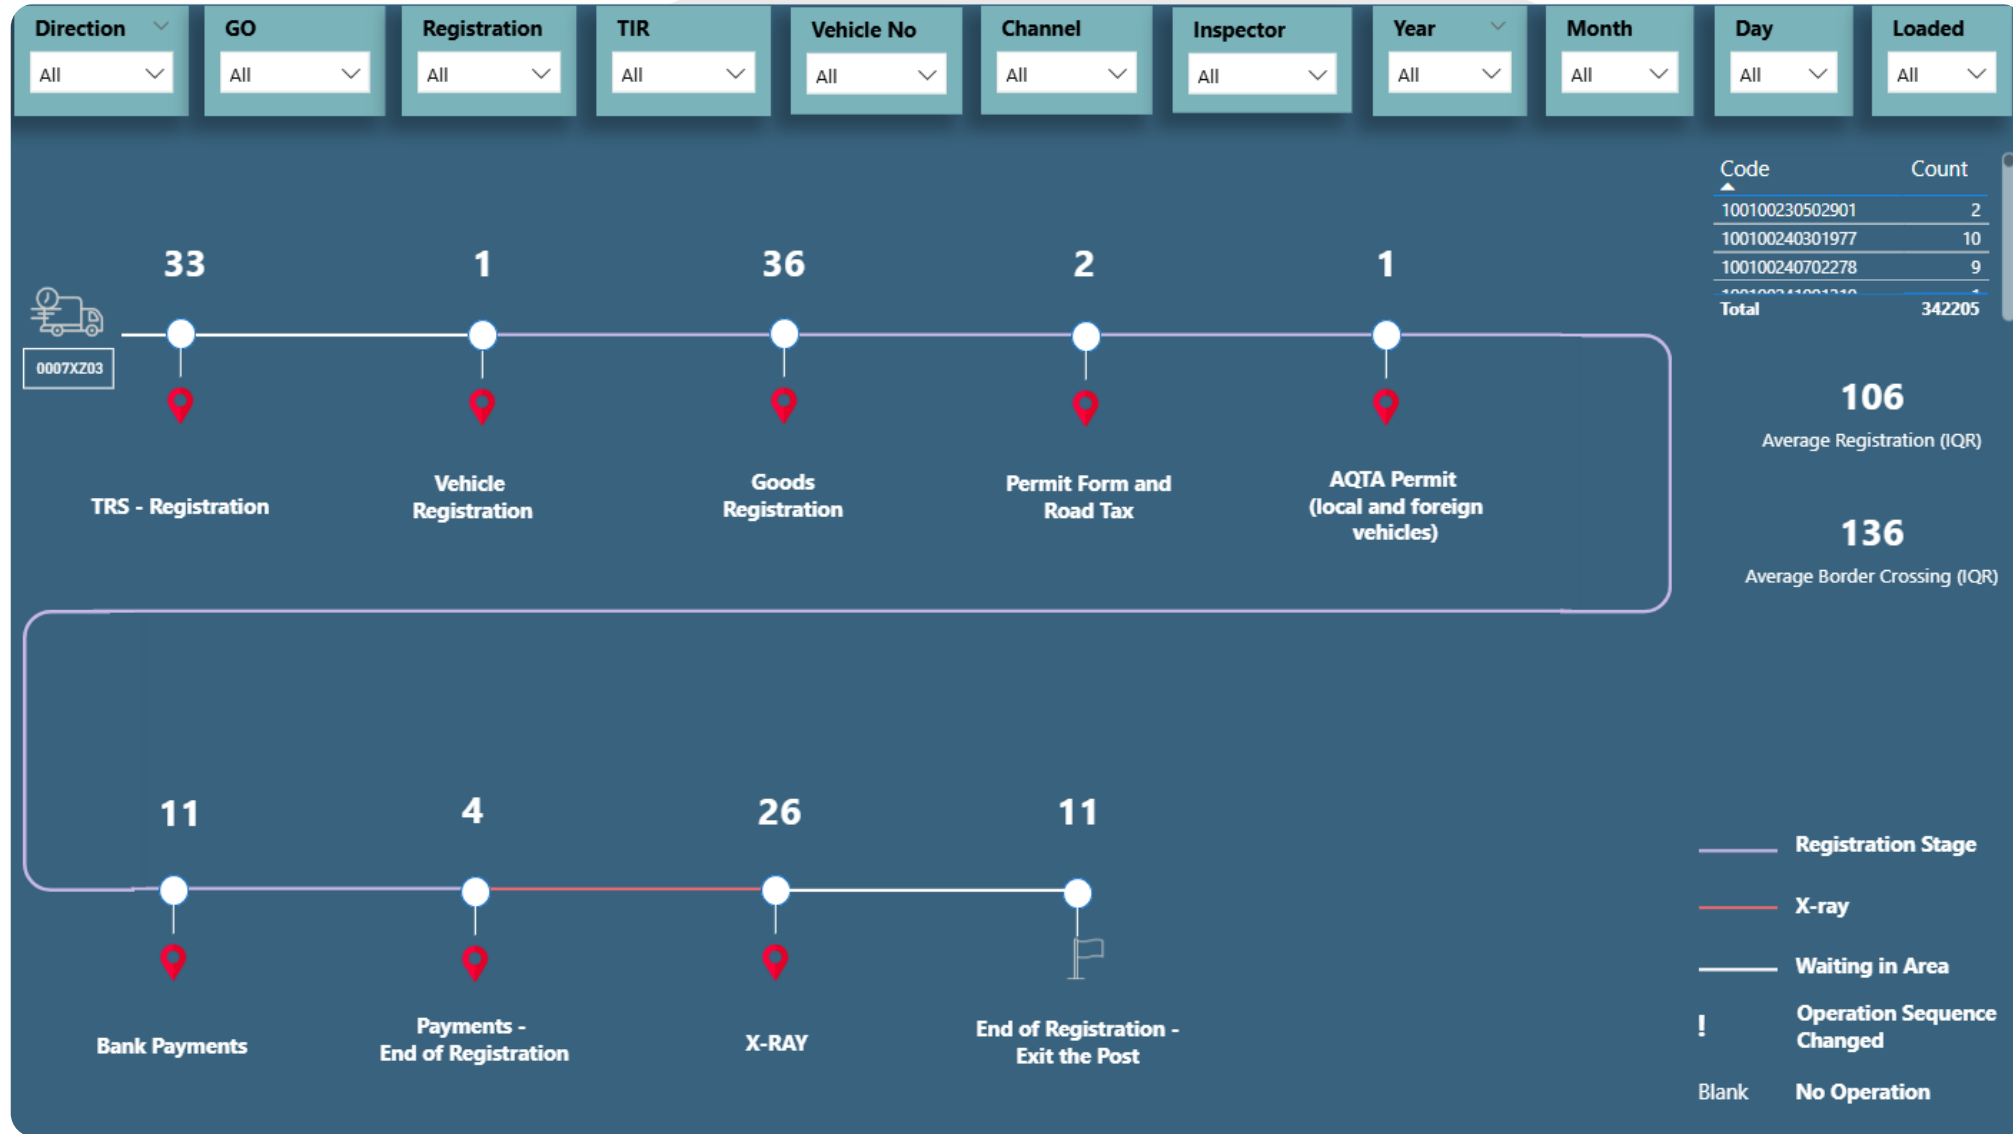 Direction
GO
Registration
TIR
Vehicle No
Channel
Inspector
Year
Month
Day
Loaded
All
All
All
All
All
All
All
All
All
All
All
Code Count
100100230502901 2
100100240301977 10
100100240702278 9
Total 342205
33
1
36
2
1
0007XZ03
TRS - Registration
Vehicle
Registration
Goods
Registration
Permit Form and
Road Tax
AQTA Permit
(local and foreign
vehicles)
106
Average Registration (IQR)
136
Average Border Crossing (IQR)
11
4
26
11
Bank Payments
Payments -
End of Registration
X-RAY
End of Registration -
Exit the Post
Registration Stage
X-ray
Waiting in Area
! Operation Sequence
Changed
Blank No Operation